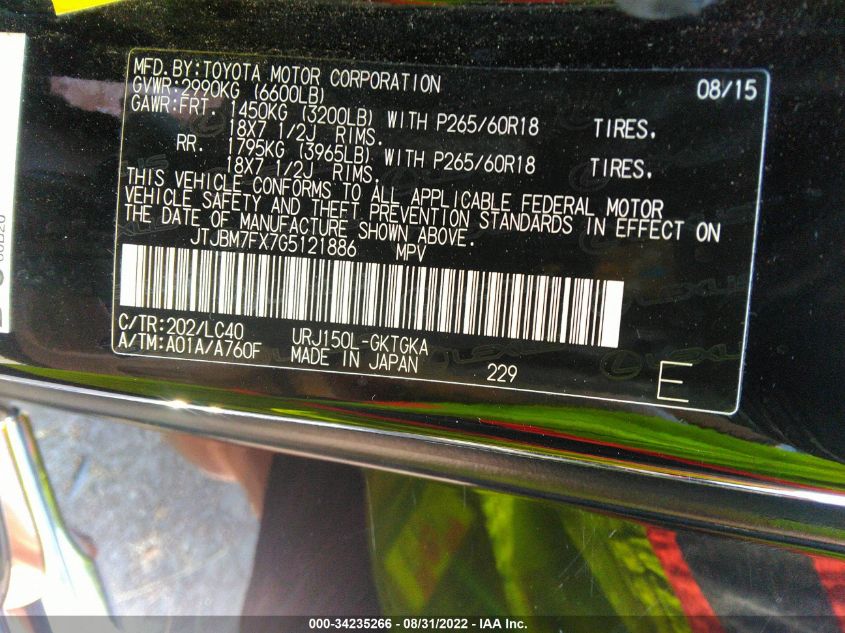 MFD.BY:TOYOTA MOTOR CORPORATION 08/15
GVWR:2990KG (6600LB)
GAWR:FRT. 1450KG (3200LB) WITH P265/60R18 TIRES.
18X7 1/2J RIMS.
RR. 1795KG (3965LB) WITH P265/60R18 TIRES.
18X7 1/2J RIMS.
THIS VEHICLE CONFORMS TO ALL APPLICABLE FEDERAL MOTOR
VEHICLE SAFETY AND THEFT PREVENTION STANDARDS IN EFFECT ON
THE DATE OF MANUFACTURE SHOWN ABOVE.
JTJBM7FX7G5121886 MPV
C/TR:202/LC40 URJ150L-GKTGKA
A/TM:A01A/A760F MADE IN JAPAN 229 E
LEXUS
000-34235266 - 08/31/2022 - IAA Inc.